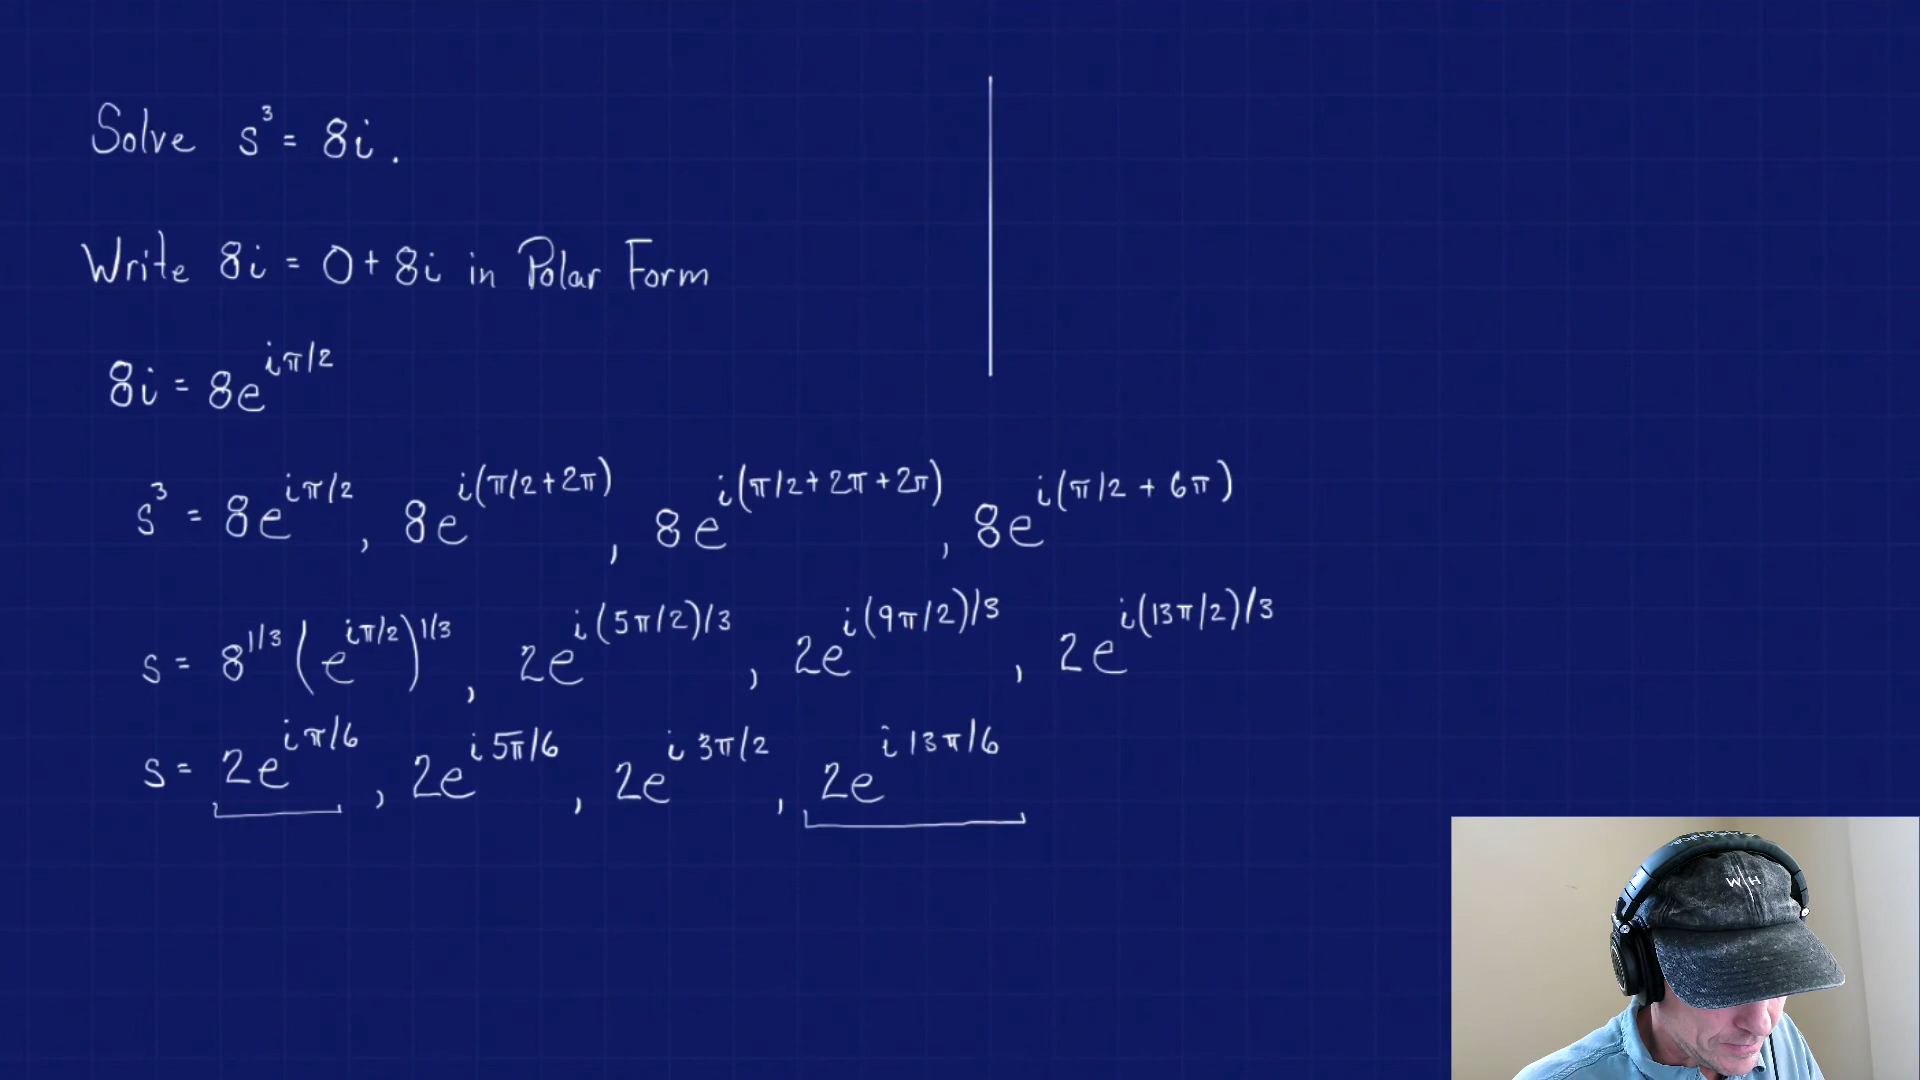 Solve s³ = 8i.
Write 8i = 0 + 8i in Polar Form
8i = 8e^{iπ/2}
s³ = 8e^{iπ/2}, 8e^{i(π/2+2π)}, 8e^{i(π/2+2π+2π)}, 8e^{i(π/2+6π)}
s = 8^{1/3}(e^{iπ/2})^{1/3}, 2e^{i(5π/2)/3}, 2e^{i(9π/2)/3}, 2e^{i(13π/2)/3}
s = 2e^{iπ/6}, 2e^{i5π/6}, 2e^{i3π/2}, 2e^{i13π/6}
W H